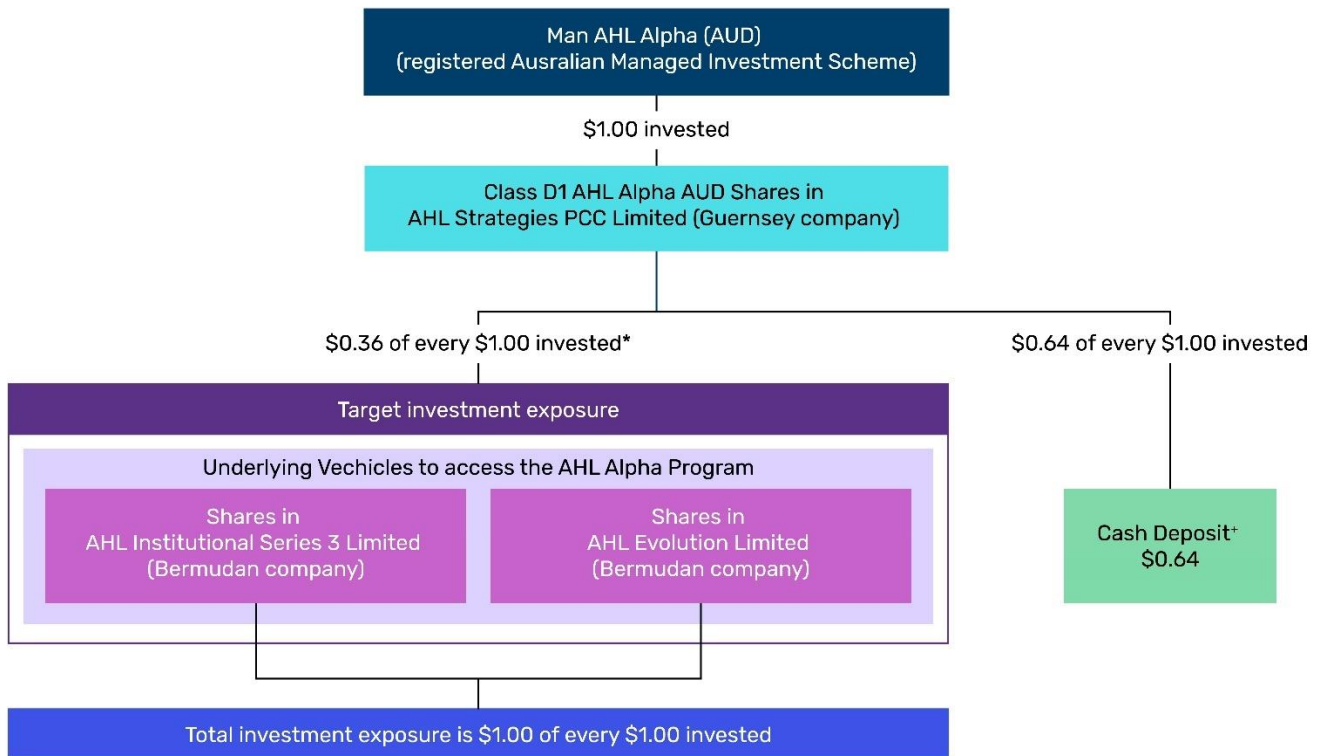 Man AHL Alpha (AUD)
(registered Ausralian Managed Investment Scheme)
$1.00 invested
Class D1 AHL Alpha AUD Shares in
AHL Strategies PCC Limited (Guernsey company)
$0.36 of every $1.00 invested*
$0.64 of every $1.00 invested
Target investment exposure
Underlying Vechicles to access the AHL Alpha Program
Shares in
AHL Institutional Series 3 Limited
(Bermudan company)
Shares in
AHL Evolution Limited
(Bermudan company)
Cash Deposit⁺
$0.64
Total investment exposure is $1.00 of every $1.00 invested